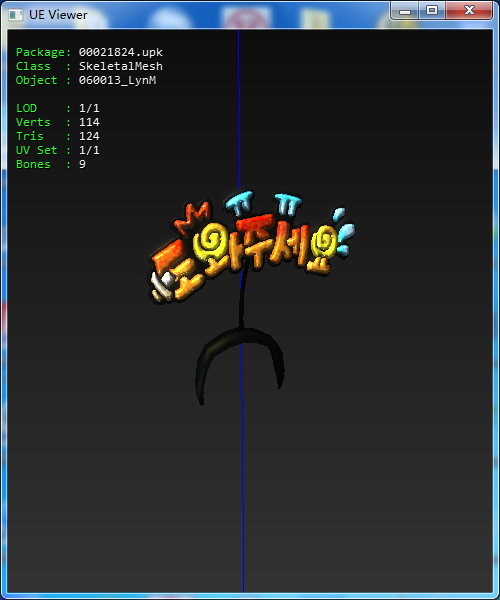 UE Viewer
Package: 00021824.upk
Class : SkeletalMesh
Object : 060013_LynM
LOD : 1/1
Verts : 114
Tris : 124
UV Set : 1/1
Bones : 9
ㅠ ㅠ
도와주세요